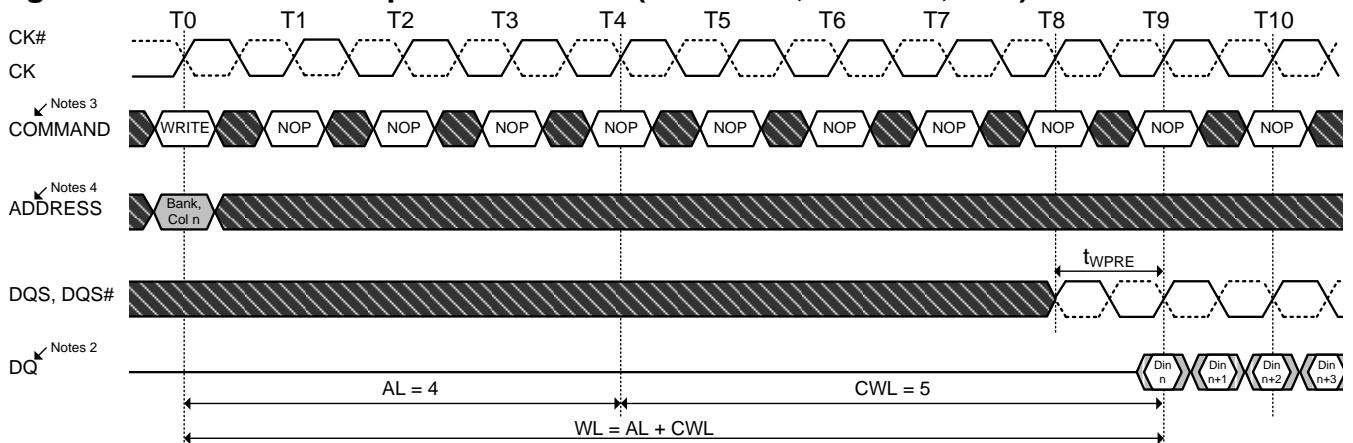 T0 T1 T2 T3 T4 T5 T6 T7 T8 T9 T10
CK#
CK
Notes 3
COMMAND WRITE NOP NOP NOP NOP NOP NOP NOP NOP NOP NOP
Notes 4
ADDRESS
Bank,
Col n
tWPRE
DQS, DQS#
Notes 2
DQ
Din
n
Din
n+1
Din
n+2
Din
n+3
AL = 4 CWL = 5
WL = AL + CWL